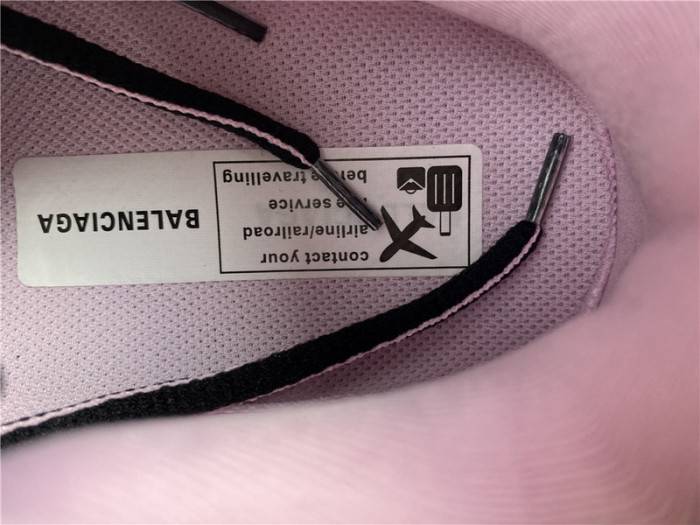 BALENCIAGA
contact your
airline/railroad
service
travelling